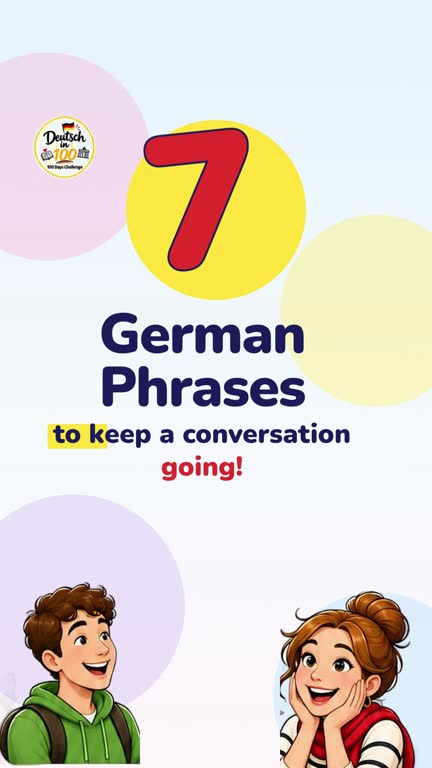 Deutsch
in
100
100 Days Challenge
7
German
Phrases
to keep a conversation
going!